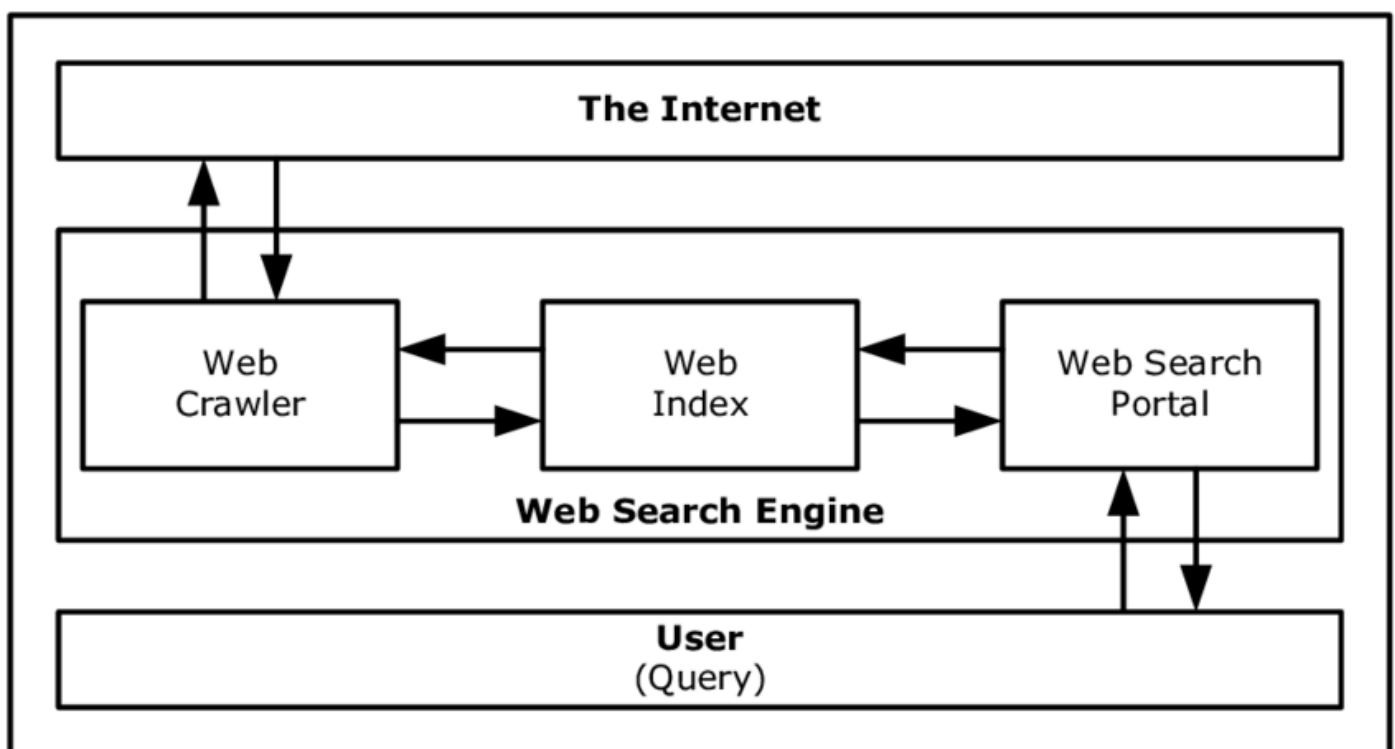 The Internet
Web
Crawler
Web
Index
Web Search
Portal
Web Search Engine
User
(Query)